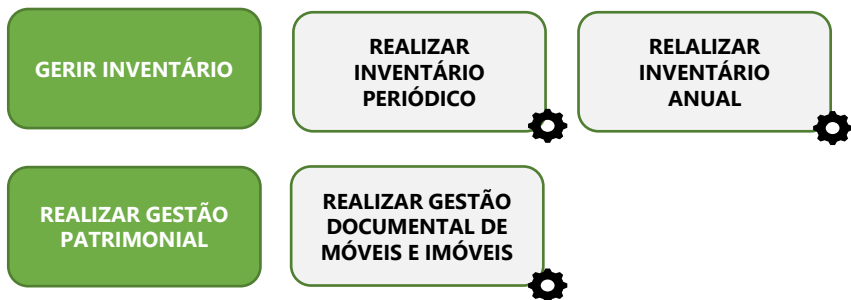 GERIR INVENTÁRIO
REALIZAR
INVENTÁRIO
PERIÓDICO
RELALIZAR
INVENTÁRIO
ANUAL
REALIZAR GESTÃO
PATRIMONIAL
REALIZAR GESTÃO
DOCUMENTAL DE
MÓVEIS E IMÓVEIS